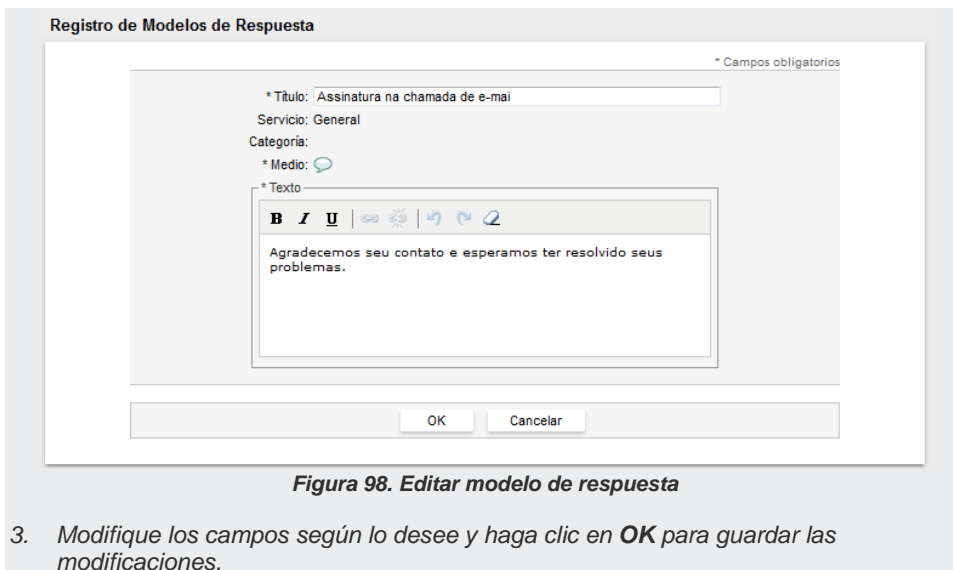 Registro de Modelos de Respuesta
* Campos obligatorios
* Título: Assinatura na chamada de e-mai
Servicio: General
Categoría:
* Medio:
* Texto
B I U
Agradecemos seu contato e esperamos ter resolvido seus
problemas.
OK Cancelar
Figura 98. Editar modelo de respuesta
3. Modifique los campos según lo desee y haga clic en OK para guardar las
modificaciones.